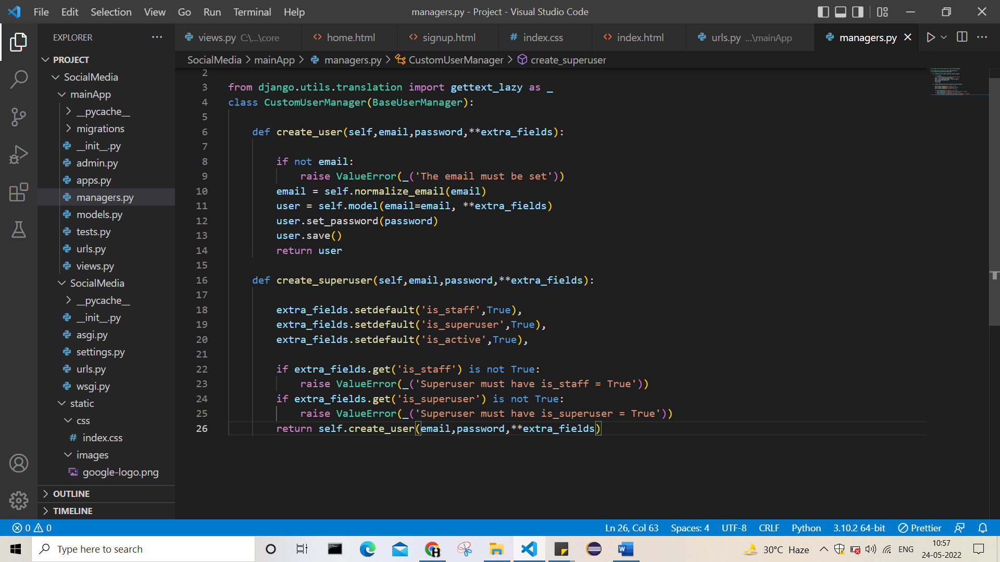 File Edit Selection View Go Run Terminal Help
managers.py - Project - Visual Studio Code
EXPLORER
views.py C:\...\core
home.html
signup.html
# index.css
index.html
urls.py ...\mainApp
managers.py
SocialMedia > mainApp > managers.py > CustomUserManager > create_superuser
PROJECT
SocialMedia
mainApp
__pycache__
migrations
__init__.py
admin.py
apps.py
managers.py
models.py
tests.py
urls.py
views.py
SocialMedia
__pycache__
__init__.py
asgi.py
settings.py
urls.py
wsgi.py
static
css
# index.css
images
google-logo.png
OUTLINE
TIMELINE
2
3 from django.utils.translation import gettext_lazy as _
4 class CustomUserManager(BaseUserManager):
5
6     def create_user(self,email,password,**extra_fields):
7
8         if not email:
9             raise ValueError(_('The email must be set'))
10         email = self.normalize_email(email)
11         user = self.model(email=email, **extra_fields)
12         user.set_password(password)
13         user.save()
14         return user
15
16     def create_superuser(self,email,password,**extra_fields):
17
18         extra_fields.setdefault('is_staff',True),
19         extra_fields.setdefault('is_superuser',True),
20         extra_fields.setdefault('is_active',True),
21
22         if extra_fields.get('is_staff') is not True:
23             raise ValueError(_('Superuser must have is_staff = True'))
24         if extra_fields.get('is_superuser') is not True:
25             raise ValueError(_('Superuser must have is_superuser = True'))
26         return self.create_user(email,password,**extra_fields)
0 0
Ln 26, Col 63 Spaces: 4 UTF-8 CRLF Python 3.10.2 64-bit Prettier
Type here to search
30°C Haze
ENG
10:57
24-05-2022